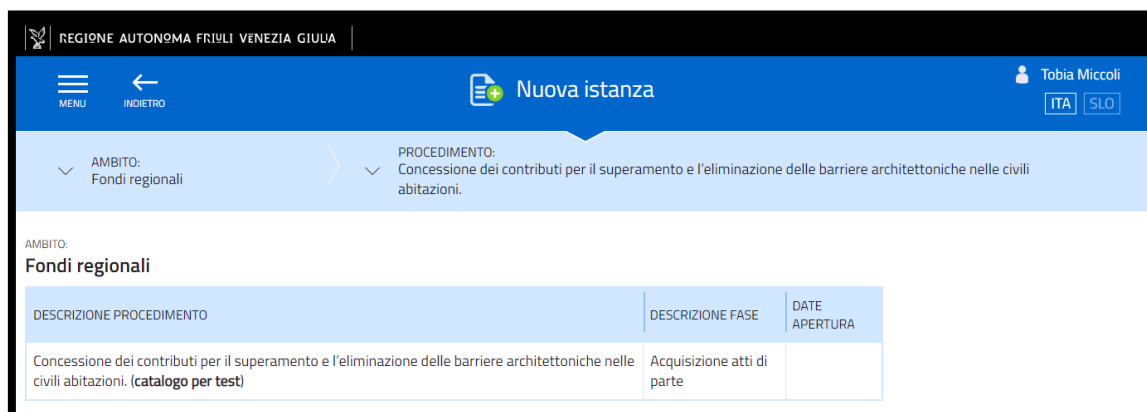 REGIONE AUTONOMA FRIULI VENEZIA GIULIA
MENU
INDIETRO
Nuova istanza
Tobia Miccoli
ITA SLO
AMBITO:
Fondi regionali
PROCEDIMENTO:
Concessione dei contributi per il superamento e l’eliminazione delle barriere architettoniche nelle civili
abitazioni.
AMBITO:
Fondi regionali
DESCRIZIONE PROCEDIMENTO
DESCRIZIONE FASE
DATE
APERTURA
Concessione dei contributi per il superamento e l’eliminazione delle barriere architettoniche nelle
civili abitazioni. (catalogo per test)
Acquisizione atti di
parte